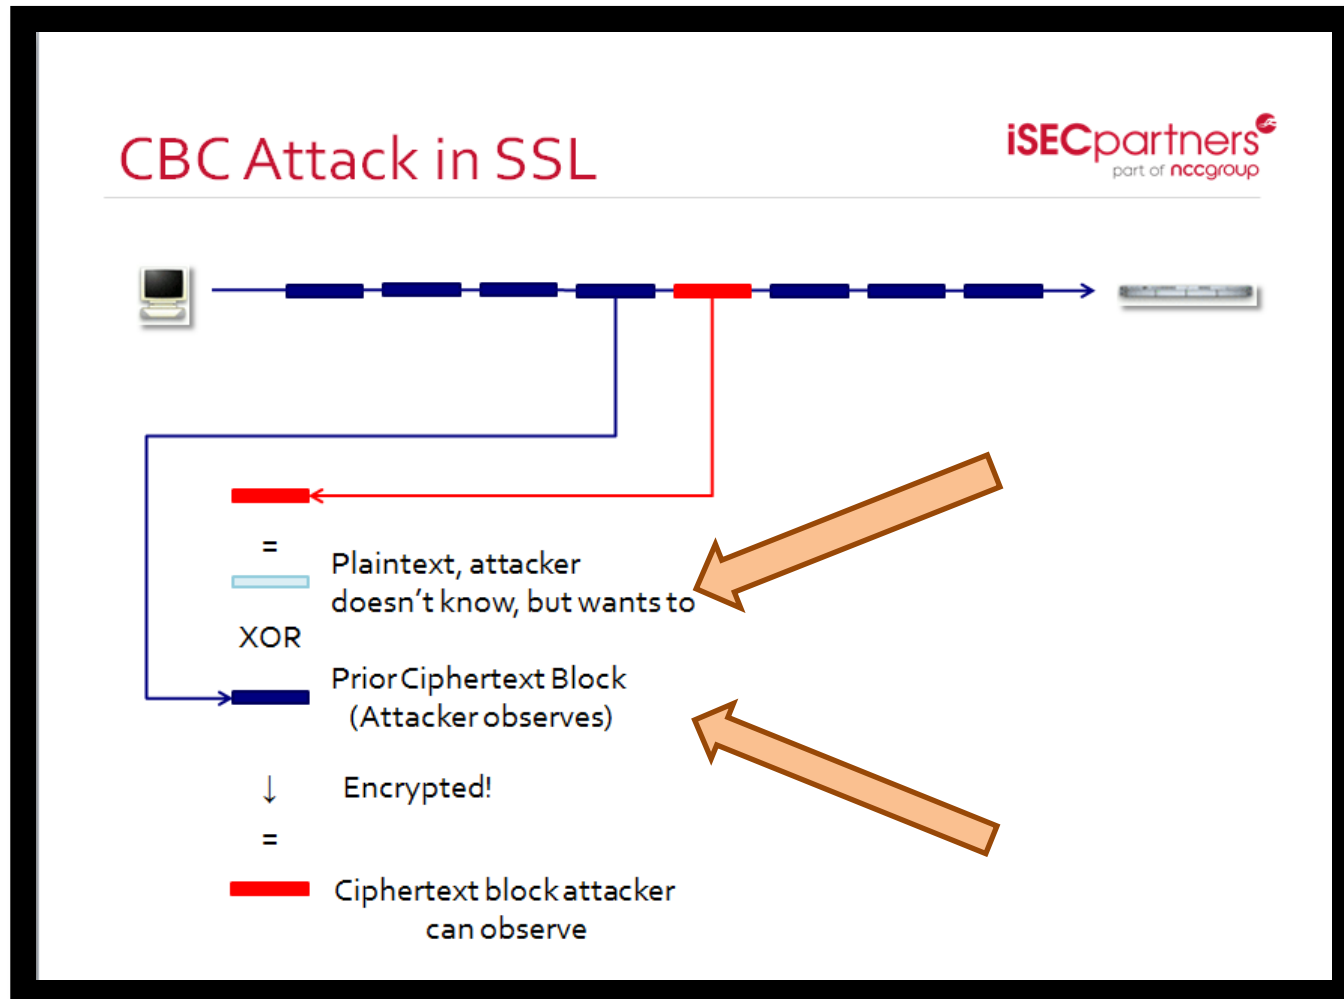 CBC Attack in SSL
iSECpartners
part of nccgroup
=
Plaintext, attacker
doesn't know, but wants to
XOR
Prior Ciphertext Block
(Attacker observes)
↓ Encrypted!
=
Ciphertext block attacker
can observe